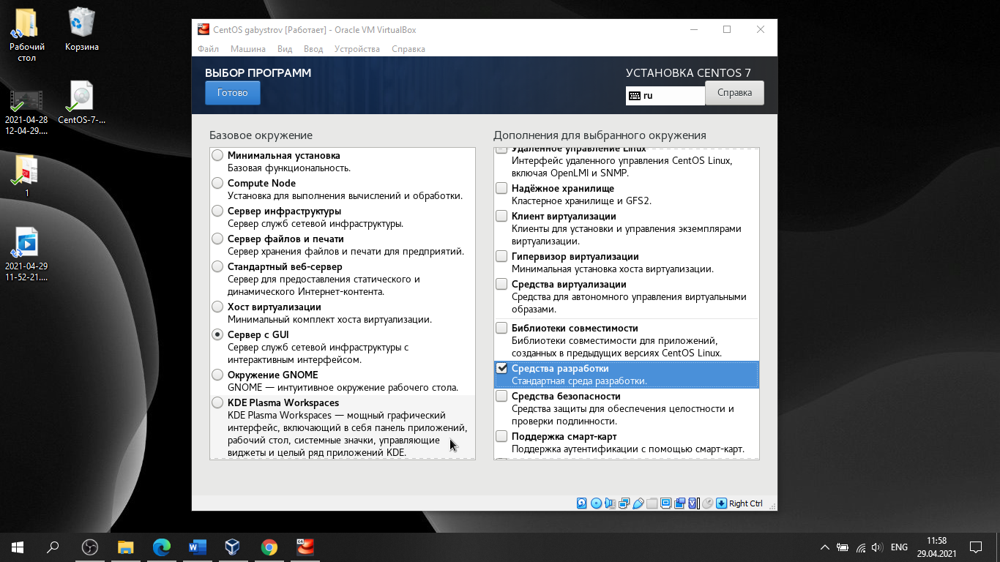 Рабочий
стол
Корзина
2021-04-28
12-04-29....
CentOS-7-...
1
2021-04-29
11-52-21....
CentOS gabystrov [Работает] - Oracle VM VirtualBox
Файл Машина Вид Ввод Устройства Справка
ВЫБОР ПРОГРАММ
Готово
УСТАНОВКА CENTOS 7
ru
Справка
Базовое окружение
Минимальная установка
Базовая функциональность.
Compute Node
Установка для выполнения вычислений и обработки.
Сервер инфраструктуры
Сервер служб сетевой инфраструктуры.
Сервер файлов и печати
Сервер хранения файлов и печати для предприятий.
Стандартный веб-сервер
Сервер для предоставления статического и
динамического Интернет-контента.
Хост виртуализации
Минимальный комплект хоста виртуализации.
Сервер с GUI
Сервер служб сетевой инфраструктуры с
интерактивным интерфейсом.
Окружение GNOME
GNOME — интуитивное окружение рабочего стола.
KDE Plasma Workspaces
KDE Plasma Workspaces — мощный графический
интерфейс, включающий в себя панель приложений,
рабочий стол, системные значки, управляющие
виджеты и целый ряд приложений KDE.
Дополнения для выбранного окружения
Удаленное управление Linux
Интерфейс удаленного управления CentOS Linux,
включая OpenLMI и SNMP.
Надёжное хранилище
Кластерное хранилище и GFS2.
Клиент виртуализации
Клиенты для установки и управления экземплярами
виртуализации.
Гипервизор виртуализации
Минимальная установка хоста виртуализации.
Средства виртуализации
Средства для автономного управления виртуальными
образами.
Библиотеки совместимости
Библиотеки совместимости для приложений,
созданных в предыдущих версиях CentOS Linux.
Средства разработки
Стандартная среда разработки.
Средства безопасности
Средства защиты для обеспечения целостности и
проверки подлинности.
Поддержка смарт-карт
Поддержка аутентификации с помощью смарт-карт.
Right Ctrl
64
ENG
11:58
29.04.2021